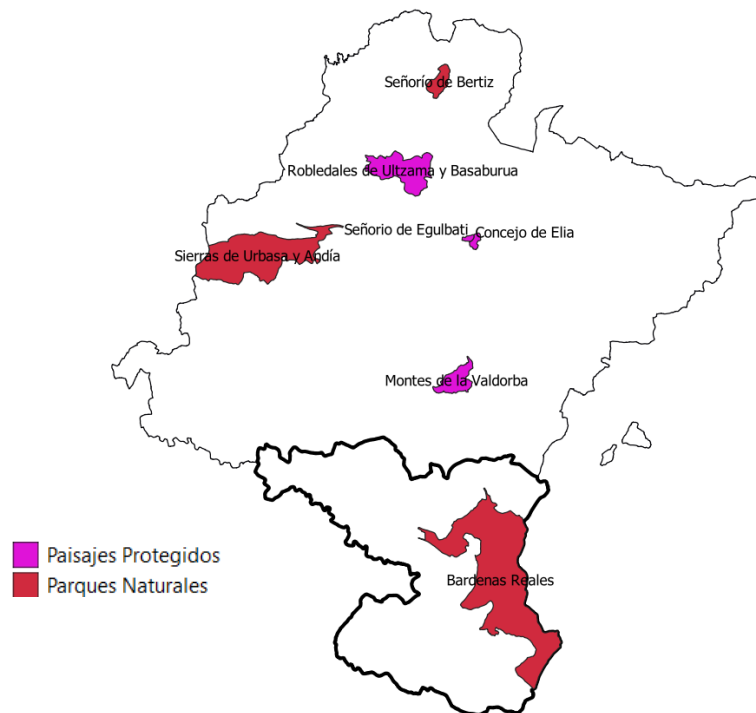 Señorío de Bertiz
Robledales de Ultzama y Basaburua
Señorio de Egulbati
Concejo de Elia
Sierras de Urbasa y Andía
Montes de la Valdorba
Paisajes Protegidos
Parques Naturales
Bardenas Reales